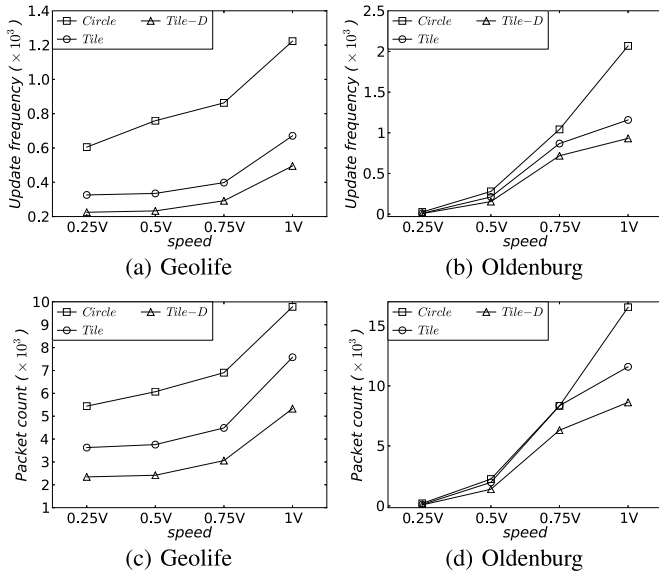 1.4
1.2
1.0
0.8
0.6
0.4
0.2
Update frequency (×10³)
Circle
Tile
Tile−D
0.25V 0.5V 0.75V 1V
speed
(a) Geolife
2.5
2
1.5
1
0.5
0
Update frequency (×10³)
Circle
Tile
Tile−D
0.25V 0.5V 0.75V 1V
speed
(b) Oldenburg
10
9
8
7
6
5
4
3
2
1
Packet count (×10³)
Circle
Tile
Tile−D
0.25V 0.5V 0.75V 1V
speed
(c) Geolife
15
10
5
0
Packet count (×10³)
Circle
Tile
Tile−D
0.25V 0.5V 0.75V 1V
speed
(d) Oldenburg